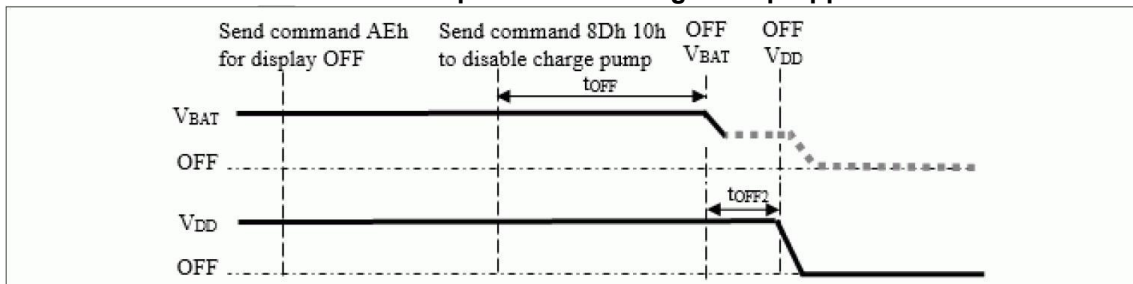 Send command AEh
for display OFF
Send command 8Dh 10h
to disable charge pump
OFF
VBAT
OFF
VDD
tOFF
VBAT
OFF
tOFF2
VDD
OFF